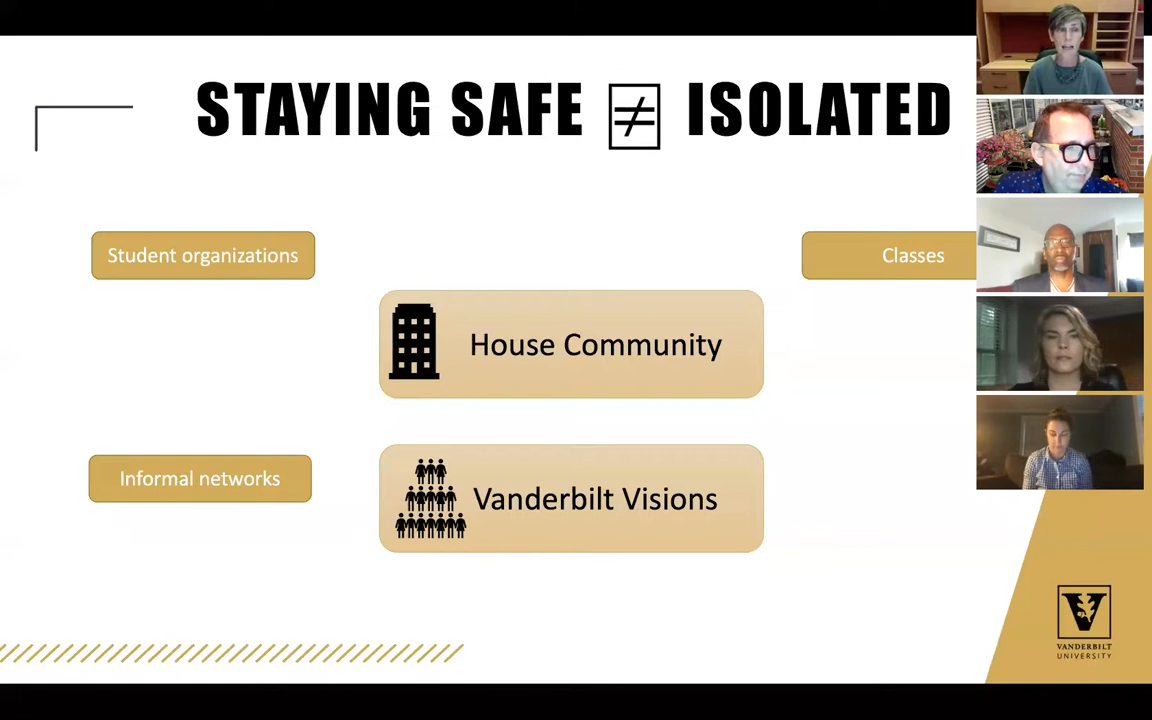 STAYING SAFE ≠ ISOLATED
Student organizations
Classes
House Community
Informal networks
Vanderbilt Visions
V
VANDERBILT
UNIVERSITY